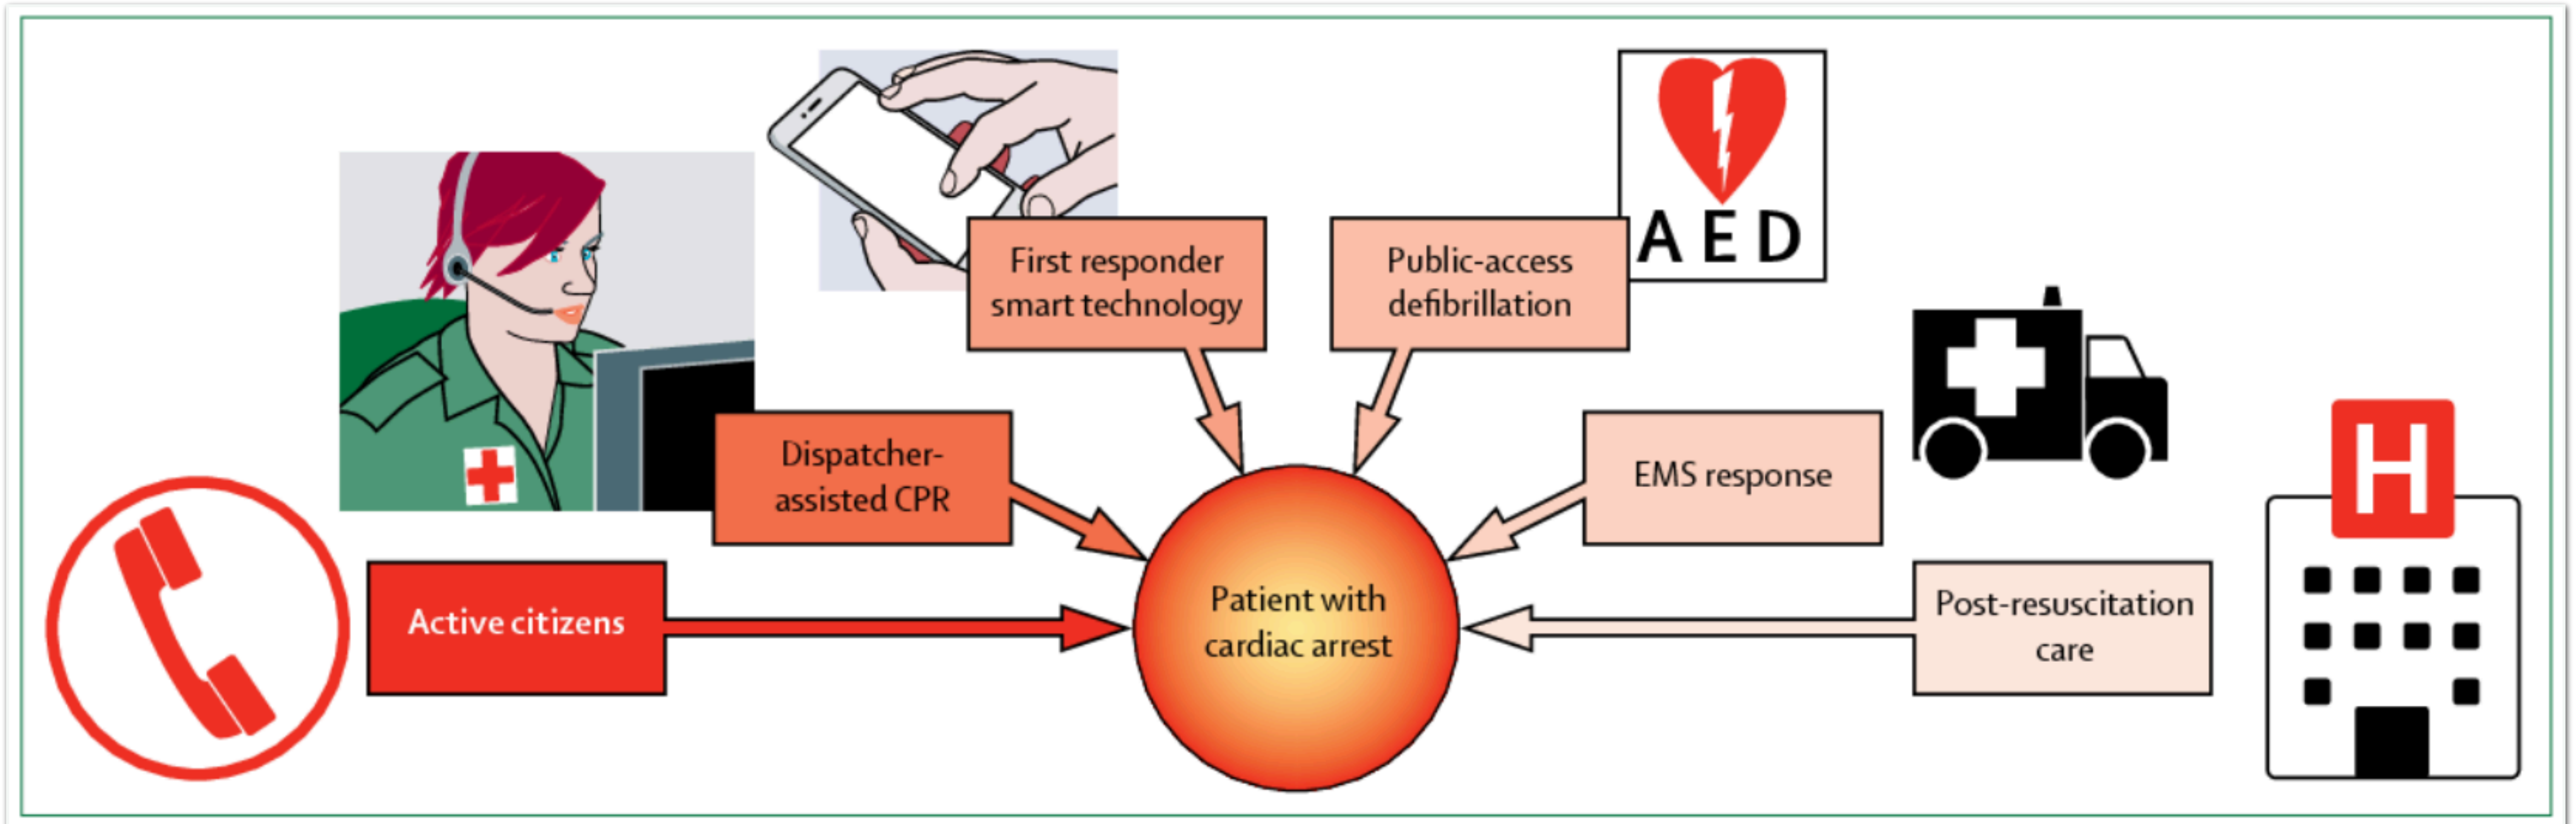 Active citizens
Dispatcher-
assisted CPR
First responder
smart technology
Public-access
defibrillation
A E D
EMS response
H
Post-resuscitation
care
Patient with
cardiac arrest